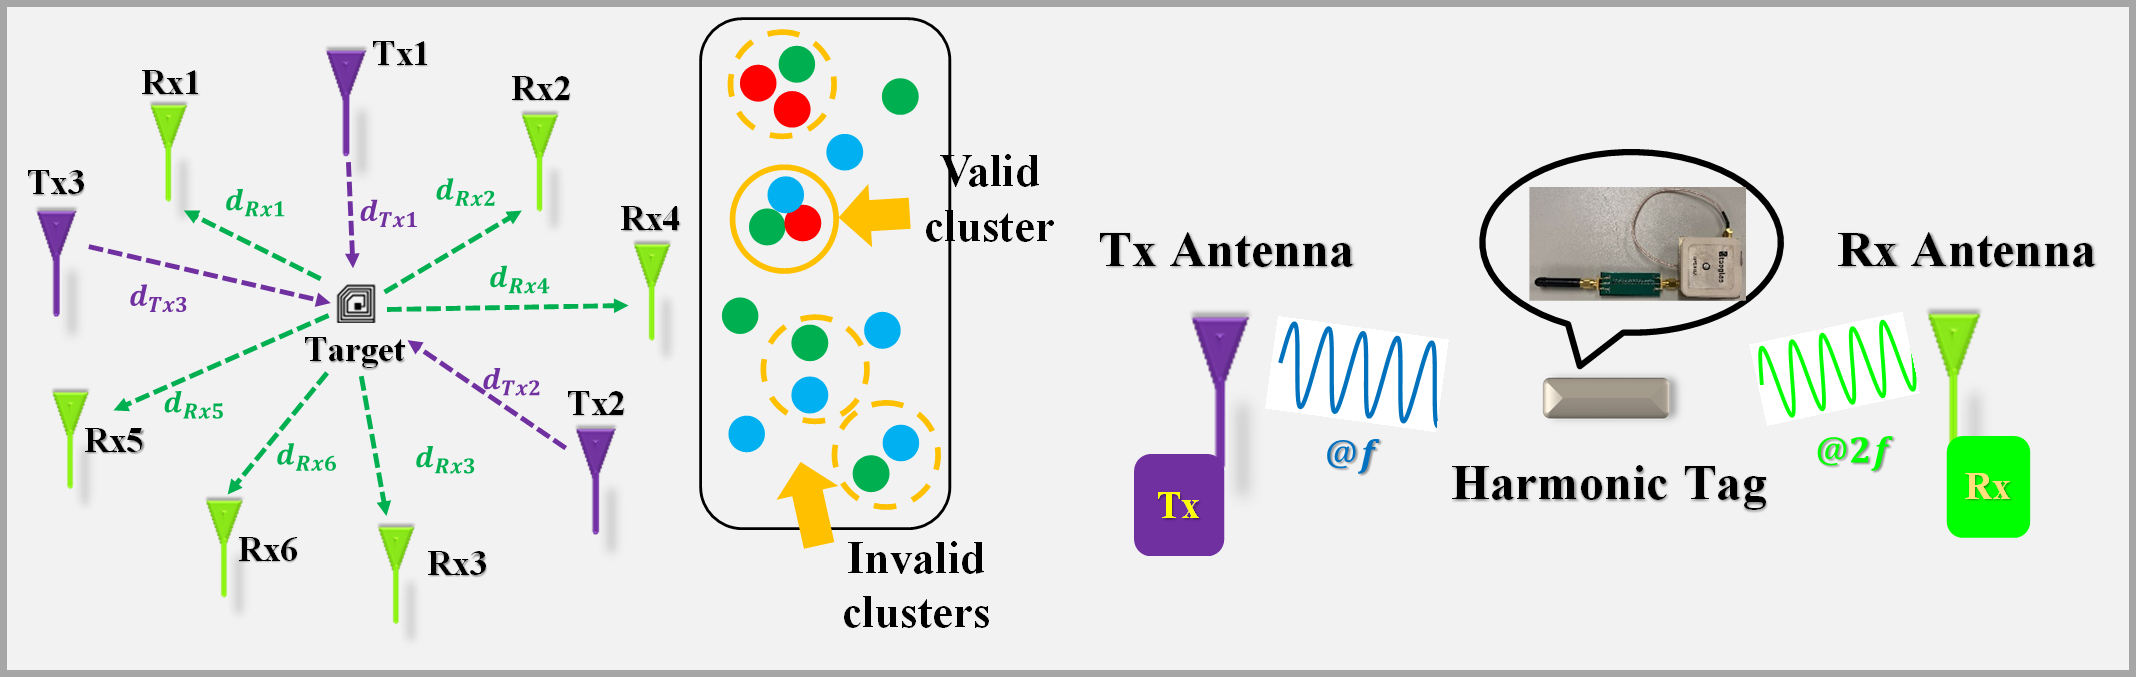 Tx1
Rx1
Rx2
Tx3
Rx4
d_{Rx1}
d_{Rx2}
d_{Tx1}
d_{Rx4}
d_{Tx3}
Target
d_{Tx2}
Tx2
d_{Rx5}
Rx5
d_{Rx6}
d_{Rx3}
Rx6
Rx3
Valid
cluster
Invalid
clusters
Tx Antenna
Rx Antenna
@f
@2f
Harmonic Tag
Tx
Rx